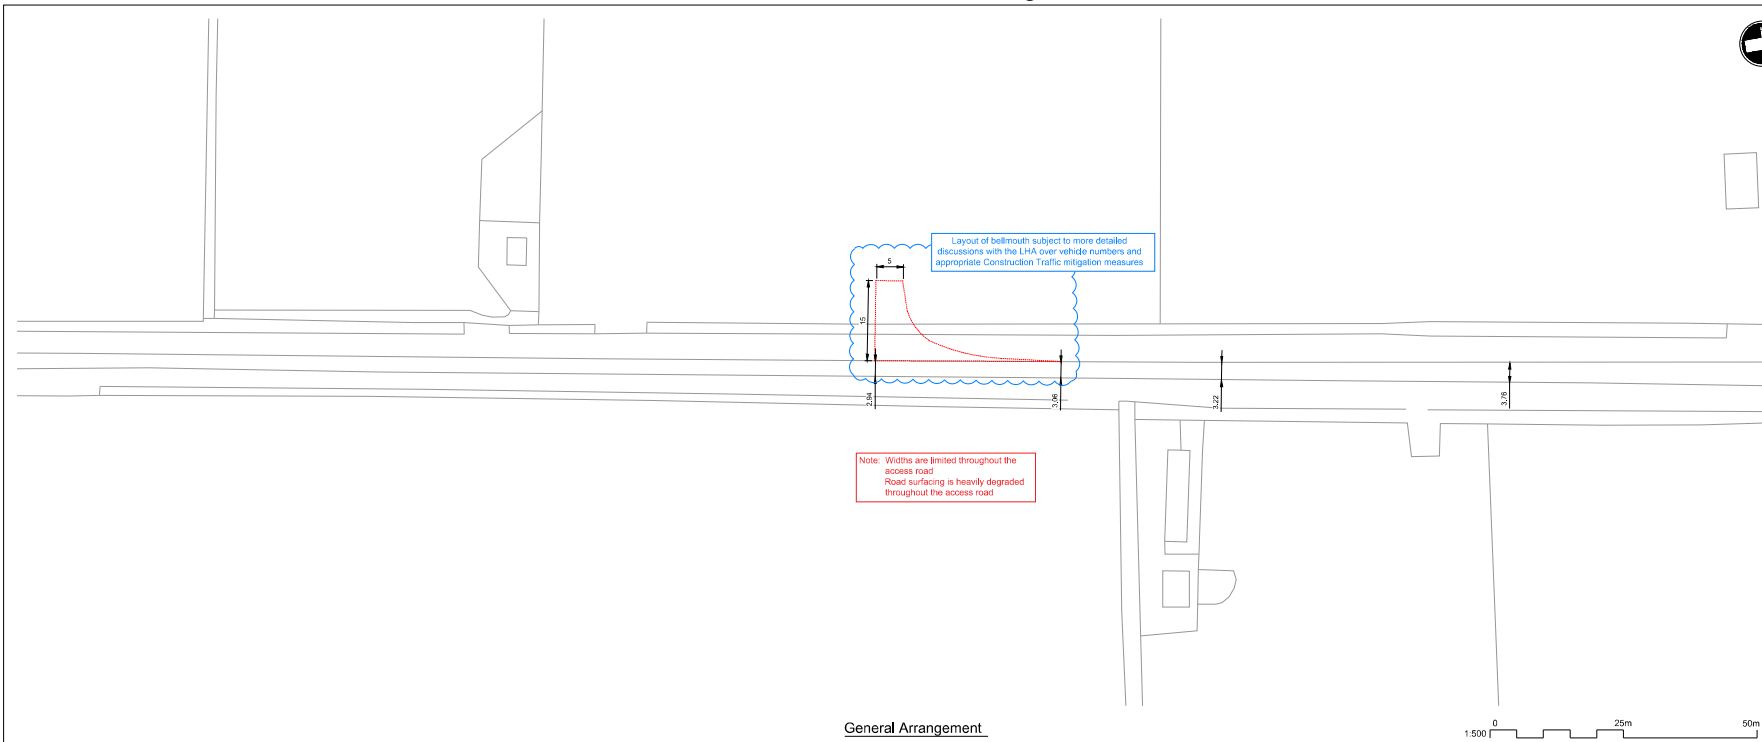 Layout of bellmouth subject to more detailed
discussions with the LHA over vehicle numbers and
appropriate Construction Traffic mitigation measures
5
15
2.94
3.06
3.22
3.76
Note: Widths are limited throughout the
access road
Road surfacing is heavily degraded
throughout the access road
General Arrangement
1:500
0
25m
50m